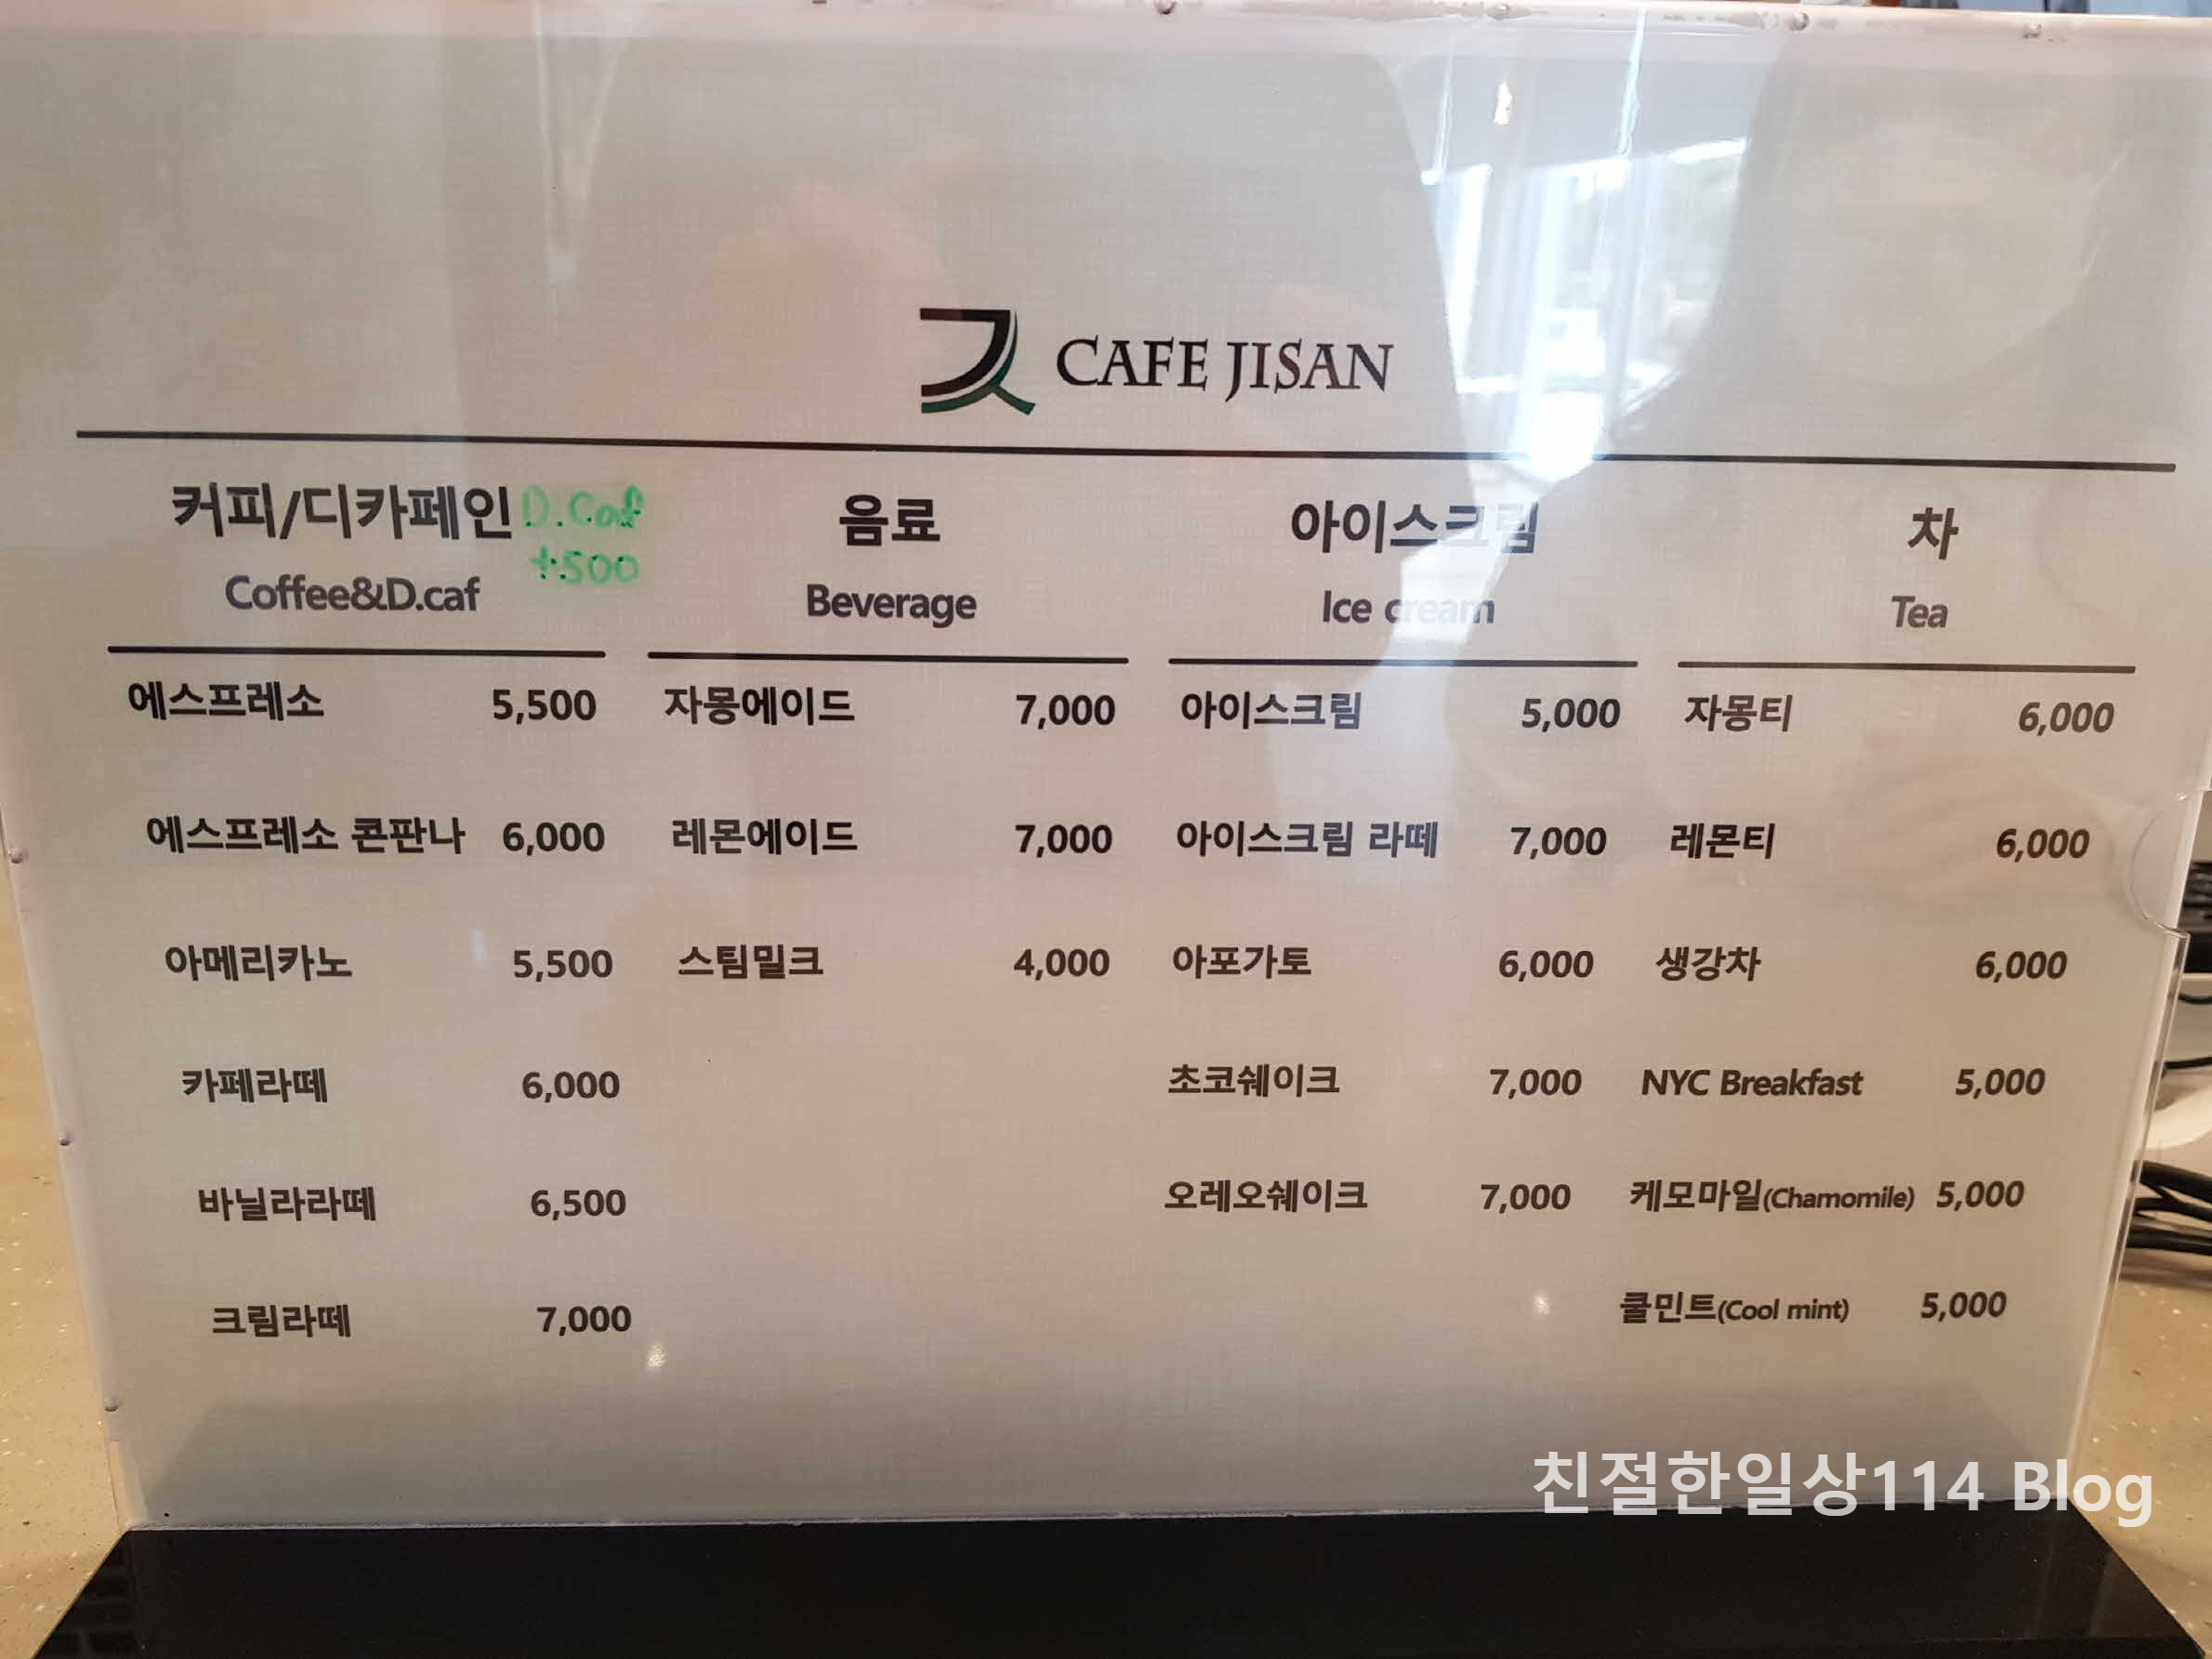 CAFE JISAN
커피/디카페인 D.Caf
+500
Coffee&D.caf
에스프레소 5,500
에스프레소 콘판나 6,000
아메리카노 5,500
카페라떼 6,000
바닐라라떼 6,500
크림라떼 7,000
음료
Beverage
자몽에이드 7,000
레몬에이드 7,000
스팀밀크 4,000
아이스크림
Ice cream
아이스크림 5,000
아이스크림 라떼 7,000
아포가토 6,000
초코쉐이크 7,000
오레오쉐이크 7,000
차
Tea
자몽티 6,000
레몬티 6,000
생강차 6,000
NYC Breakfast 5,000
케모마일(Chamomile) 5,000
쿨민트(Cool mint) 5,000
친절한일상114 Blog